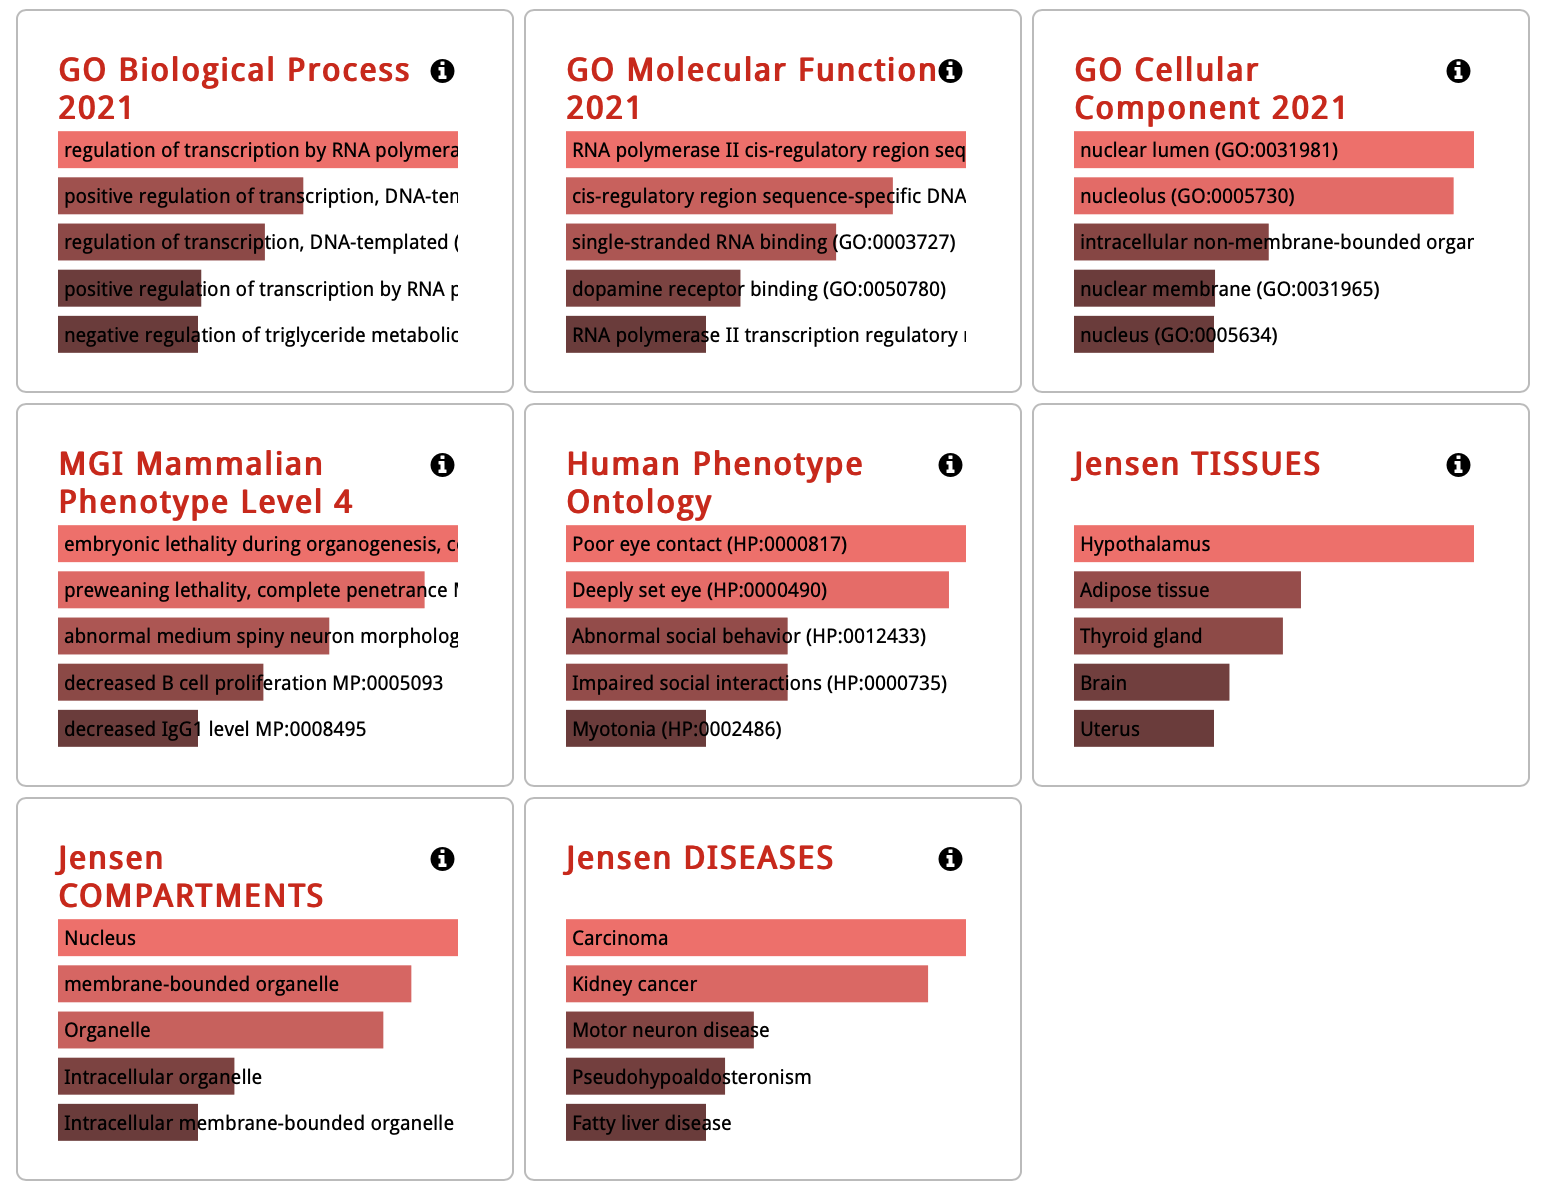 GO Biological Process
2021
regulation of transcription by RNA polymera
positive regulation of transcription, DNA-ten
regulation of transcription, DNA-templated (
positive regulation of transcription by RNA p
negative regulation of triglyceride metabolic
GO Molecular Function
2021
RNA polymerase II cis-regulatory region seq
cis-regulatory region sequence-specific DNA
single-stranded RNA binding (GO:0003727)
dopamine receptor binding (GO:0050780)
RNA polymerase II transcription regulatory
GO Cellular
Component 2021
nuclear lumen (GO:0031981)
nucleolus (GO:0005730)
intracellular non-membrane-bounded organ
nuclear membrane (GO:0031965)
nucleus (GO:0005634)
MGI Mammalian
Phenotype Level 4
embryonic lethality during organogenesis, c
preweaning lethality, complete penetrance
abnormal medium spiny neuron morpholog
decreased B cell proliferation MP:0005093
decreased IgG1 level MP:0008495
Human Phenotype
Ontology
Poor eye contact (HP:0000817)
Deeply set eye (HP:0000490)
Abnormal social behavior (HP:0012433)
Impaired social interactions (HP:0000735)
Myotonia (HP:0002486)
Jensen TISSUES
Hypothalamus
Adipose tissue
Thyroid gland
Brain
Uterus
Jensen
COMPARTMENTS
Nucleus
membrane-bounded organelle
Organelle
Intracellular organelle
Intracellular membrane-bounded organelle
Jensen DISEASES
Carcinoma
Kidney cancer
Motor neuron disease
Pseudohypoaldosteronism
Fatty liver disease